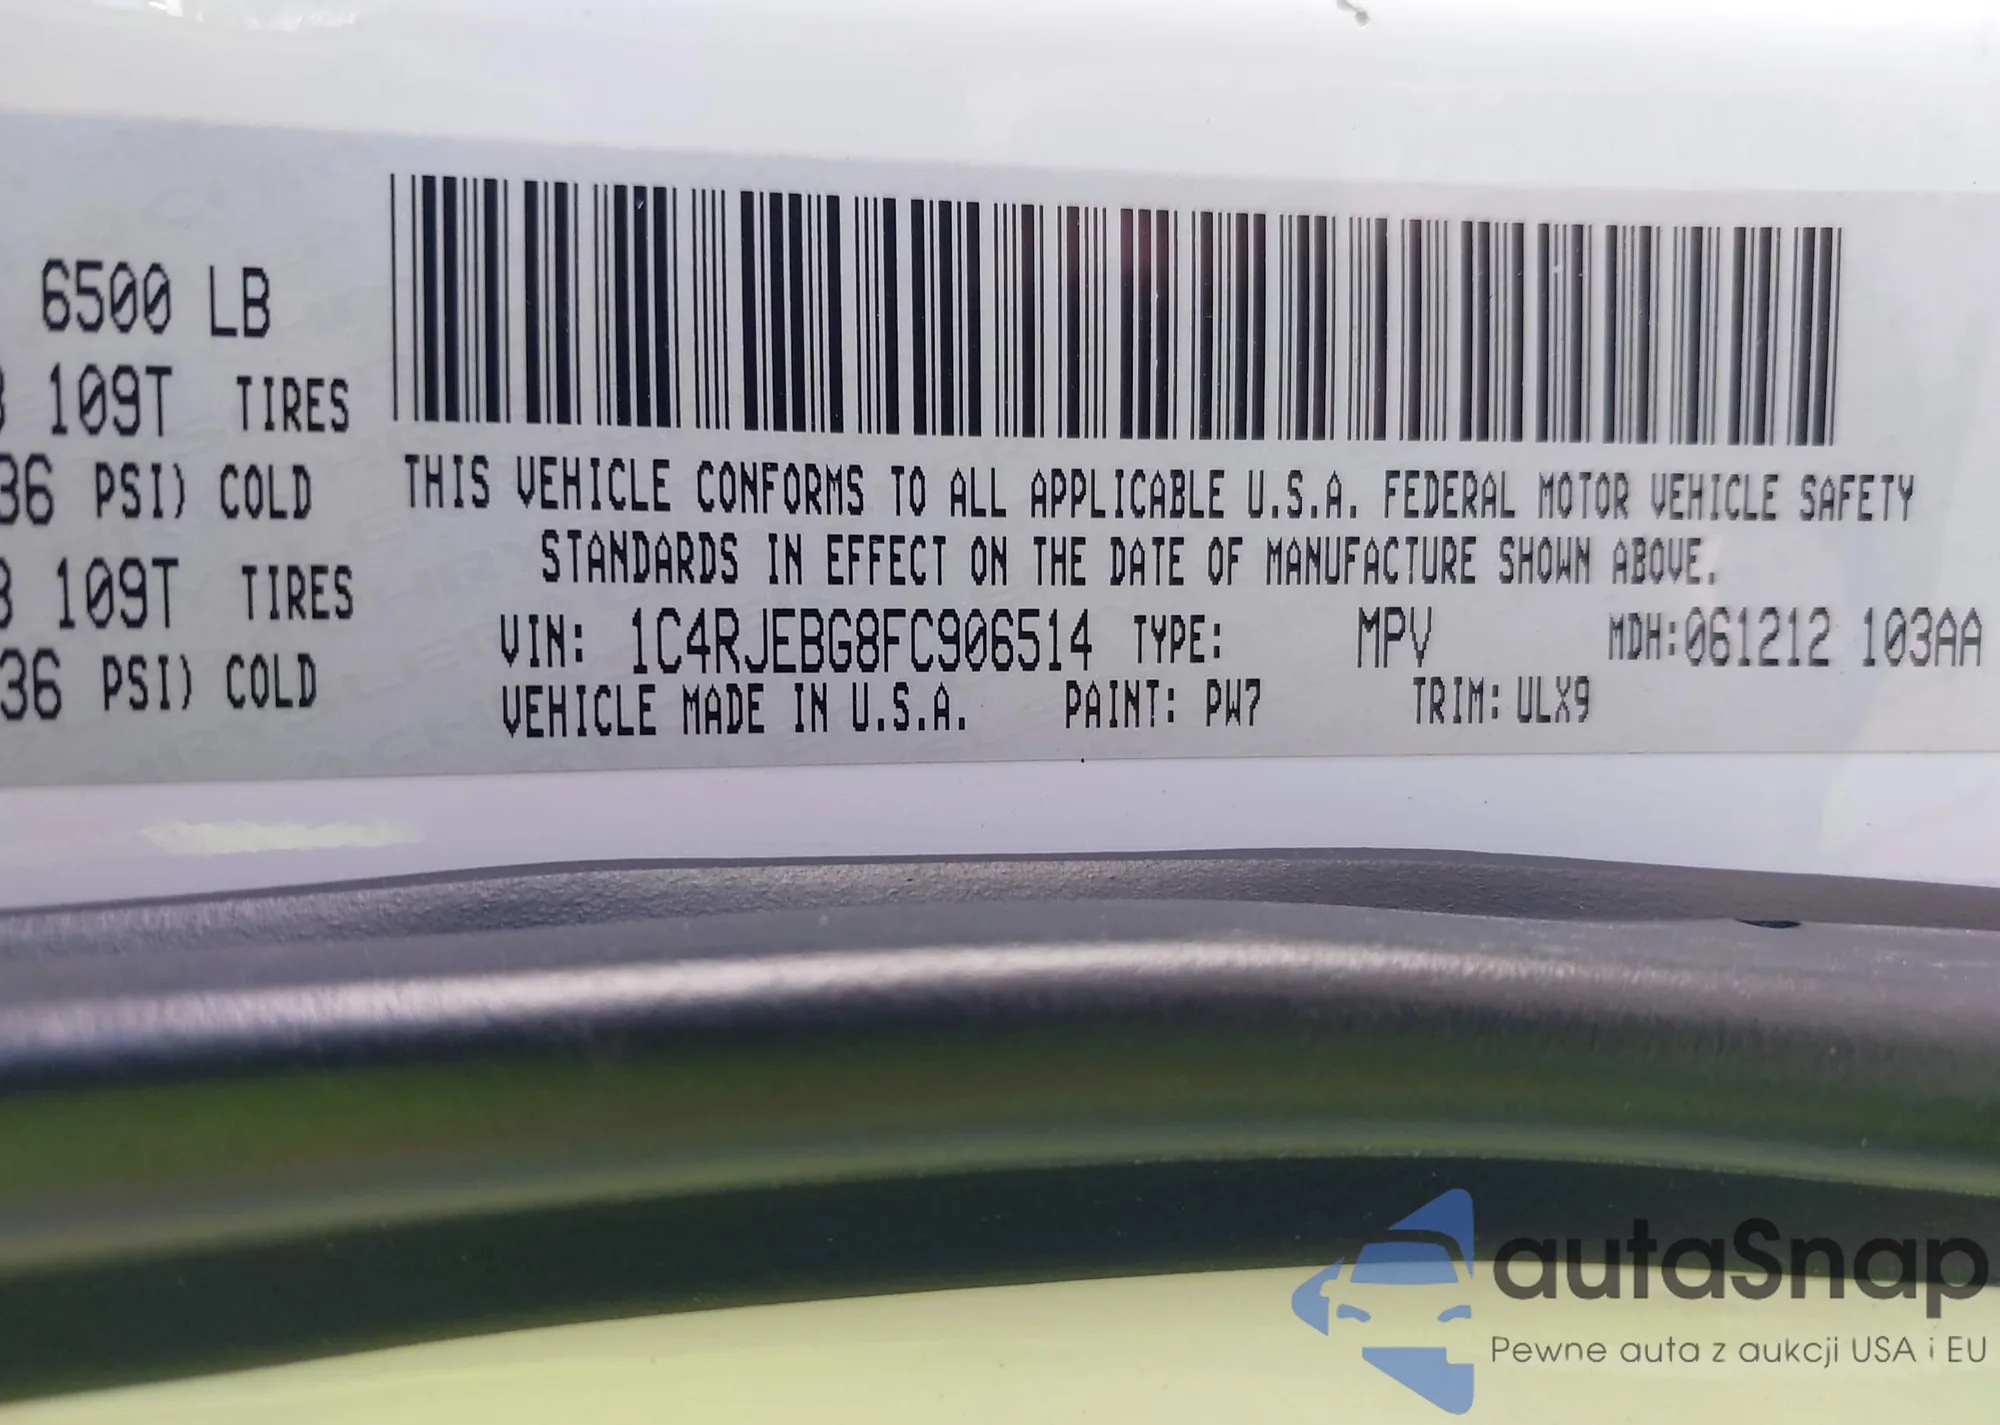 6500 LB
109T TIRES
36 PSI) COLD
109T TIRES
36 PSI) COLD
THIS VEHICLE CONFORMS TO ALL APPLICABLE U.S.A. FEDERAL MOTOR VEHICLE SAFETY
STANDARDS IN EFFECT ON THE DATE OF MANUFACTURE SHOWN ABOVE.
VIN: 1C4RJEBG8FC906514 TYPE: MPV MDH:061212 103AA
VEHICLE MADE IN U.S.A. PAINT: PW7 TRIM: ULX9
autaSnap
Pewne auta z aukcji USA i EU